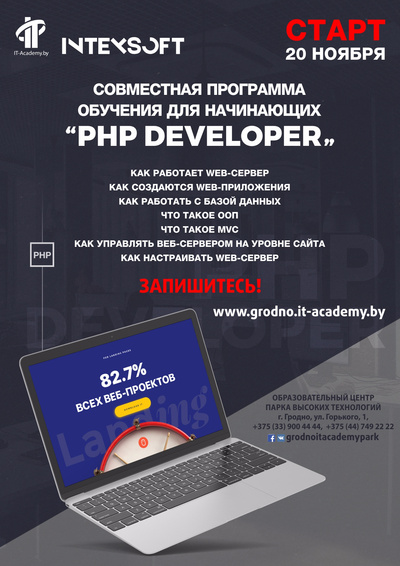 IT-Academy.by
INTEXSOFT
СТАРТ
20 НОЯБРЯ
СОВМЕСТНАЯ ПРОГРАММА
ОБУЧЕНИЯ ДЛЯ НАЧИНАЮЩИХ
“PHP DEVELOPER„
КАК РАБОТАЕТ WEB-СЕРВЕР
КАК СОЗДАЮТСЯ WEB-ПРИЛОЖЕНИЯ
КАК РАБОТАТЬ С БАЗОЙ ДАННЫХ
ЧТО ТАКОЕ ООП
ЧТО ТАКОЕ MVC
КАК УПРАВЛЯТЬ ВЕБ-СЕРВЕРОМ НА УРОВНЕ САЙТА
КАК НАСТРАИВАТЬ WEB-СЕРВЕР
PHP
PHP
DEVELOPER
ЗАПИШИТЕСЬ!
www.grodno.it-academy.by
82.7%
ВСЕХ ВЕБ-ПРОЕКТОВ
Landing
ОБРАЗОВАТЕЛЬНЫЙ ЦЕНТР
ПАРКА ВЫСОКИХ ТЕХНОЛОГИЙ
г. Гродно, ул. Горького, 1,
+375 (33) 900 44 44, +375 (44) 749 22 22
grodnoitacademypark